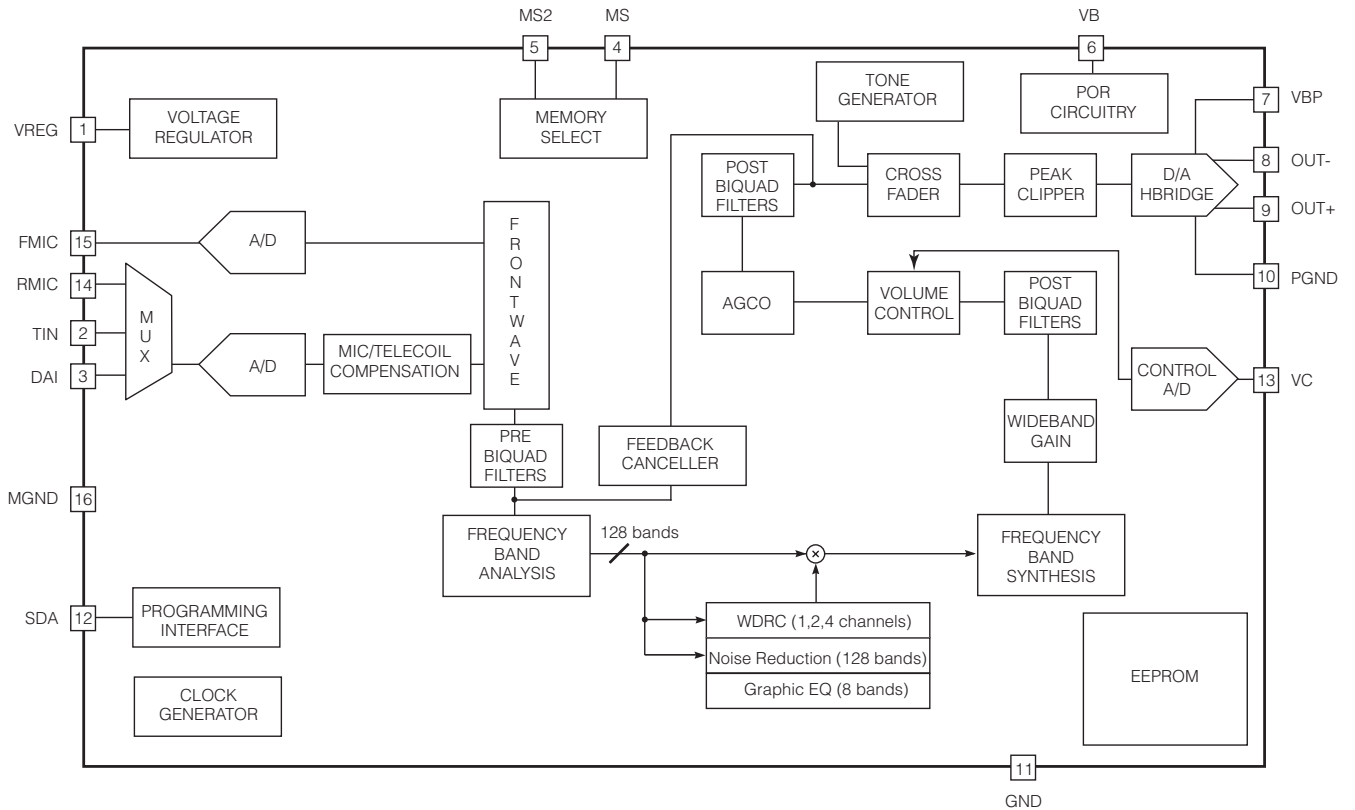 MS2
MS
VB
5
4
6
VREG
1
VOLTAGE
REGULATOR
MEMORY
SELECT
TONE
GENERATOR
POR
CIRCUITRY
7
VBP
POST
BIQUAD
FILTERS
CROSS
FADER
PEAK
CLIPPER
D/A
HBRIDGE
8
OUT-
9
OUT+
10
PGND
FMIC
15
A/D
F
R
O
N
T
W
A
V
E
RMIC
14
TIN
2
DAI
3
M
U
X
A/D
MIC/TELECOIL
COMPENSATION
AGCO
VOLUME
CONTROL
POST
BIQUAD
FILTERS
CONTROL
A/D
13
VC
PRE
BIQUAD
FILTERS
FEEDBACK
CANCELLER
WIDEBAND
GAIN
MGND
16
FREQUENCY
BAND
ANALYSIS
128 bands
×
FREQUENCY
BAND
SYNTHESIS
SDA
12
PROGRAMMING
INTERFACE
WDRC (1,2,4 channels)
Noise Reduction (128 bands)
Graphic EQ (8 bands)
CLOCK
GENERATOR
EEPROM
11
GND